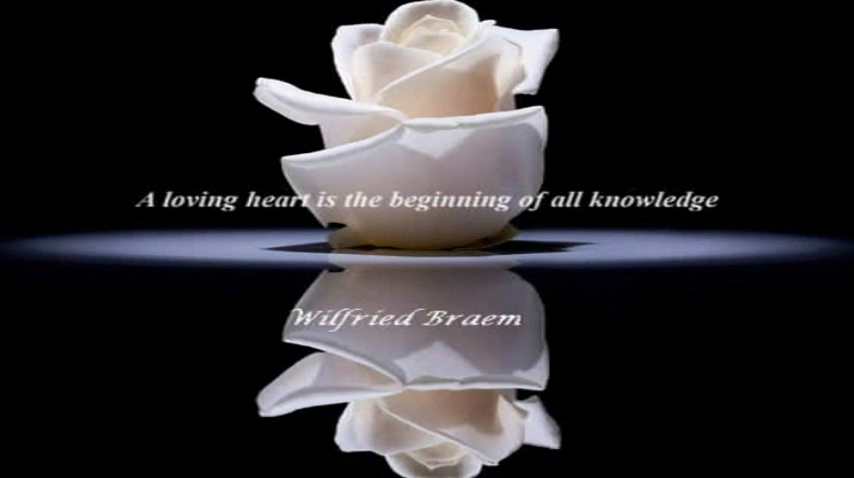 A loving heart is the beginning of all knowledge
Wilfried Braem